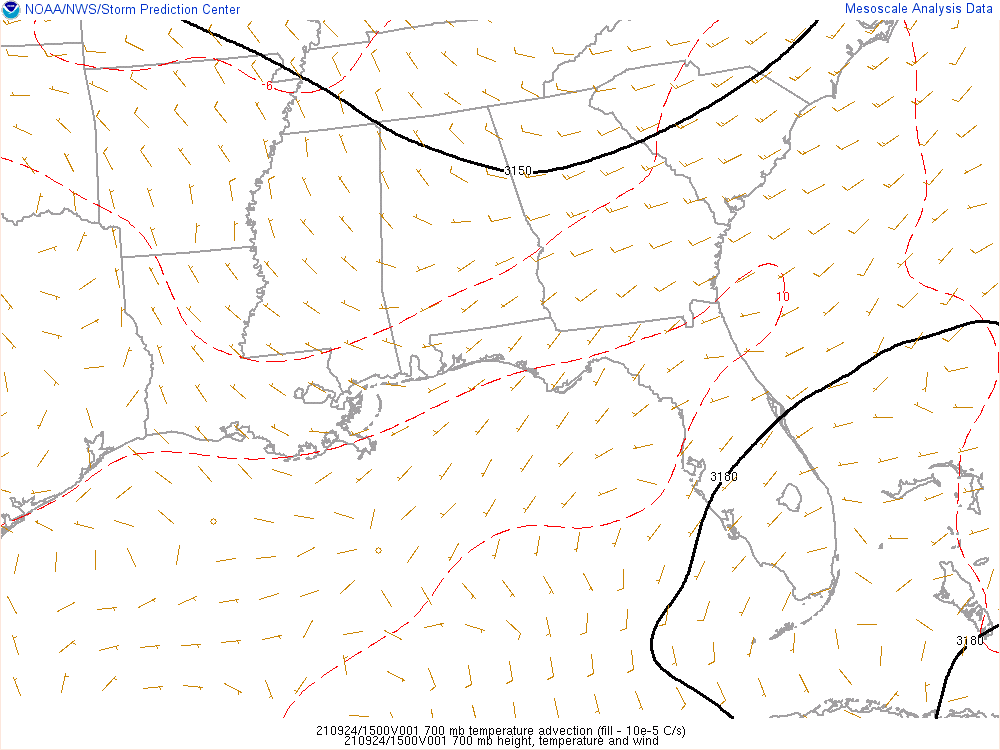 NOAA/NWS/Storm Prediction Center
Mesoscale Analysis Data
6
3150
10
3180
3180
210924/1500V001 700 mb temperature advection (fill - 10e-5 C/s)
210924/1500V001 700 mb height, temperature and wind